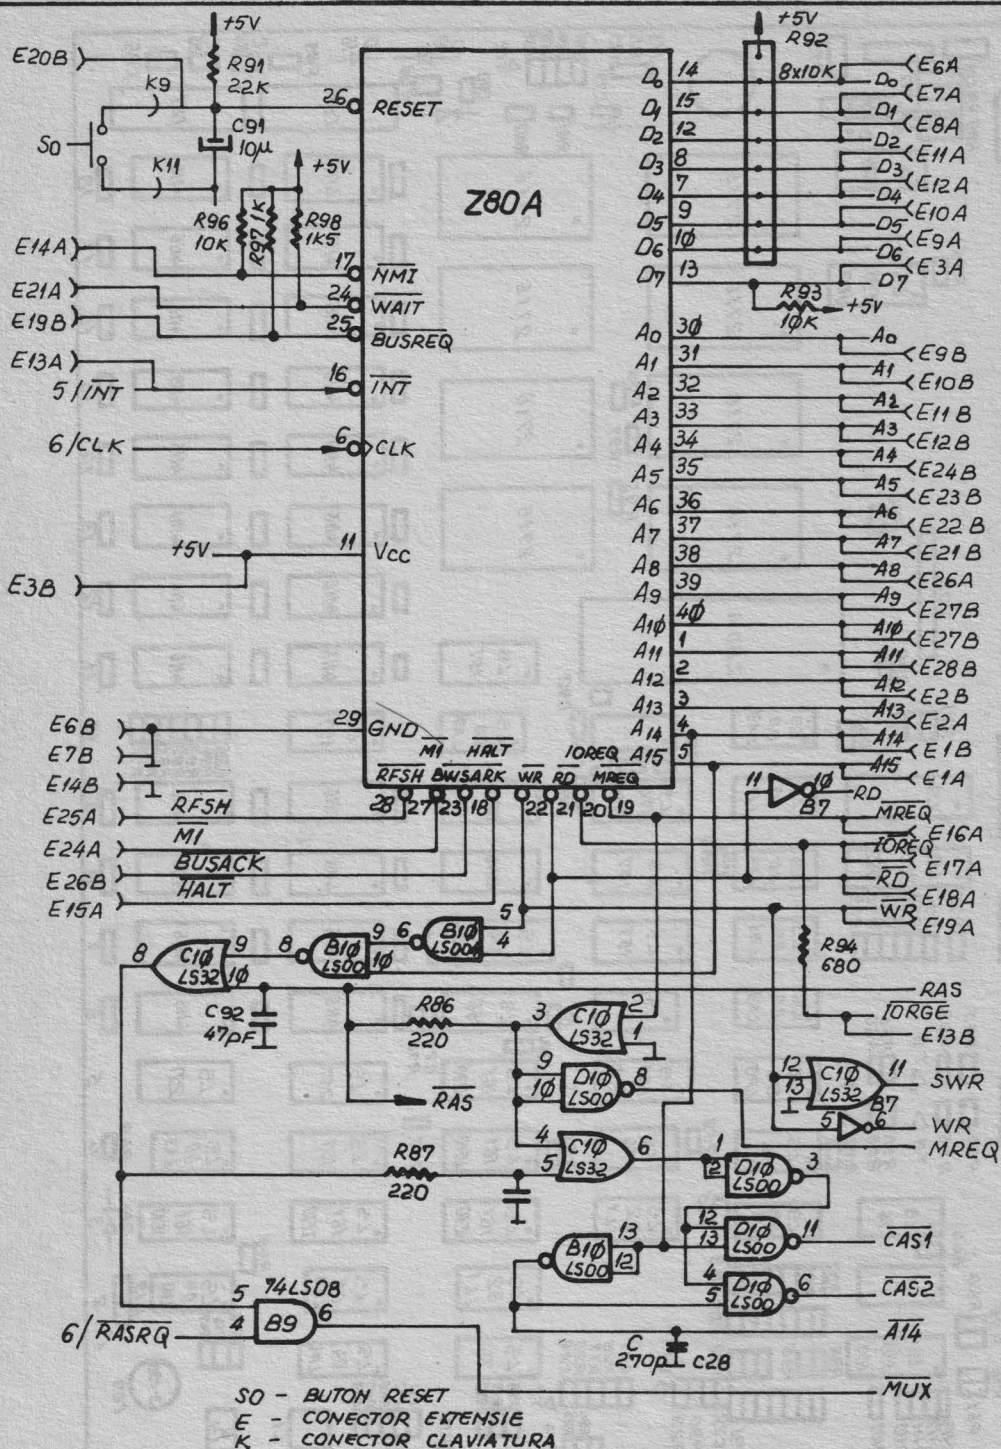 +5V
E20B
R91
22K
K9
26
RESET
C91
10µ
S0
K11
+5V
R96
10K
R97 1K
R98
1K5
E14A
17
NMI
E21A
24
WAIT
E19B
25
BUSREQ
E13A
16
INT
5/INT
6/CLK
6
CLK
+5V
11
Vcc
E3B
Z80A
+5V
R92
8x10K
D0
14
E6A
D0
D1
15
E7A
D1
D2
12
E8A
D2
D3
8
E11A
D3
D4
7
E12A
D4
D5
9
E10A
D5
D6
10
E9A
D6
D7
13
E3A
D7
R93
10K
+5V
A0
30
A0
E9B
A1
31
A1
E10B
A2
32
A2
E11B
A3
33
A3
E12B
A4
34
A4
E24B
A5
35
A5
E23B
A6
36
A6
E22B
A7
37
A7
E21B
A8
38
A8
E26A
A9
39
A9
E27B
A10
40
A10
E27B
A11
1
A11
E28B
A12
2
A12
E2B
A13
3
A13
E2A
A14
4
A14
E1B
A15
5
A15
E1A
E6B
29
GND
E7B
E14B
M1
HALT
IOREQ
RFSH
BWSARK
WR
RD
MREQ
28
27
23
18
22
21
20
19
11
10
B7
RD
E25A
RFSH
E24A
M1
E26B
BUSACK
E15A
HALT
MREQ
E16A
IOREQ
E17A
RD
E18A
WR
E19A
8
C10
LS32
9
10
8
B10
LS00
9
10
6
B10
LS00
5
4
R94
680
C92
47pF
R86
220
3
C10
LS32
2
1
RAS
IORGE
E13B
9
10
D10
LS00
8
RAS
12
13
C10
LS32
11
SWR
B7
5
6
WR
MREQ
R87
220
4
5
C10
LS32
6
1
2
D10
LS00
3
B10
LS00
13
12
12
13
D10
LS00
11
CAS1
4
5
D10
LS00
6
CAS2
74LS08
5
4
B9
6
6/RASRQ
A14
C
270p
C28
MUX
S0 - BUTON RESET
E - CONECTOR EXTENSIE
K - CONECTOR CLAVIATURA